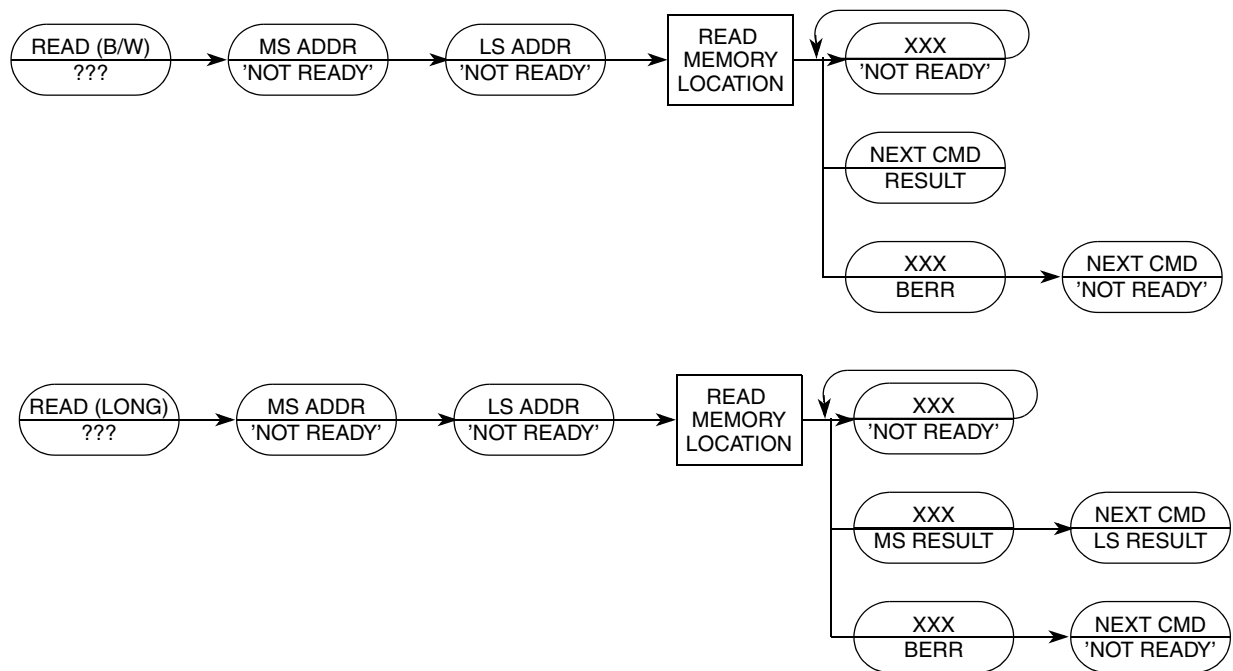 READ (B/W)
???
MS ADDR
'NOT READY'
LS ADDR
'NOT READY'
READ
MEMORY
LOCATION
XXX
'NOT READY'
NEXT CMD
RESULT
XXX
BERR
NEXT CMD
'NOT READY'
READ (LONG)
???
MS ADDR
'NOT READY'
LS ADDR
'NOT READY'
READ
MEMORY
LOCATION
XXX
'NOT READY'
XXX
MS RESULT
NEXT CMD
LS RESULT
XXX
BERR
NEXT CMD
'NOT READY'